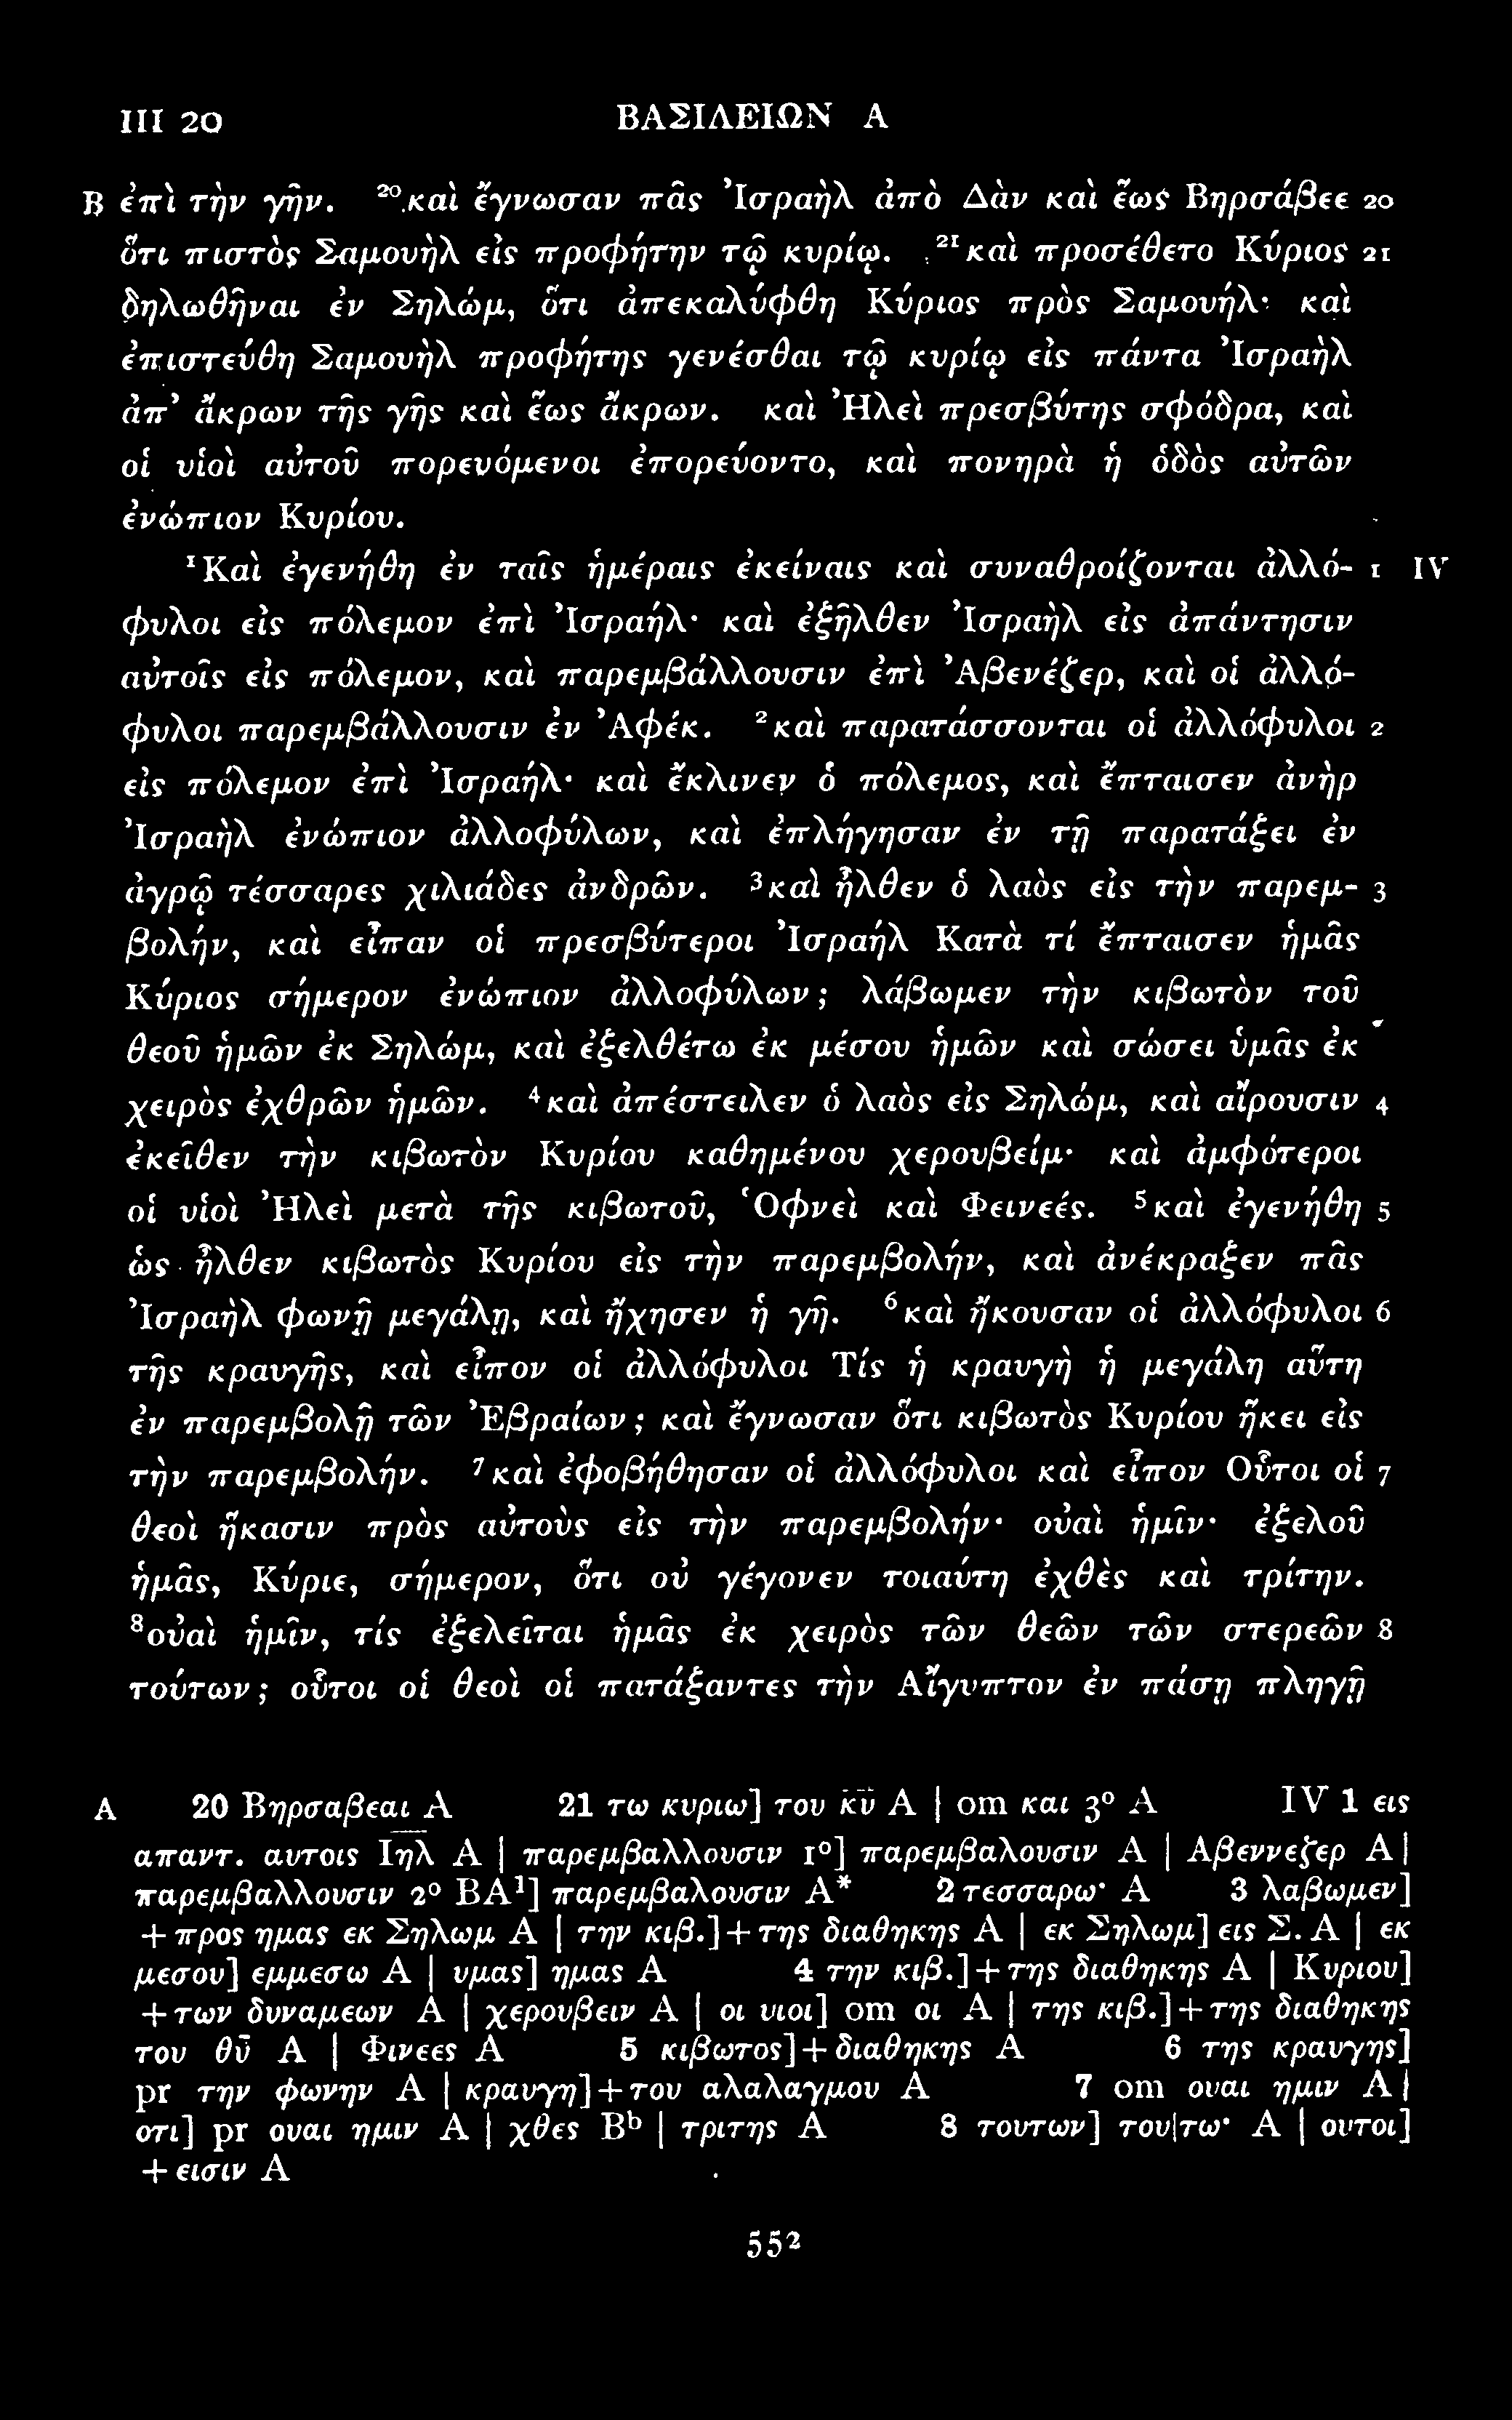 III 20 ΒΑΣΙΛΕΙΩΝ Α
B ἐπὶ τὴν γῆν. ²⁰καὶ ἔγνωσαν πᾶς Ἰσραὴλ ἀπὸ Δὰν καὶ ἕως Βηρσάβεε 20
ὅτι πιστὸς Σαμουὴλ εἰς προφήτην τῷ κυρίῳ. ²¹καὶ προσέθετο Κύριος 21
δηλωθῆναι ἐν Σηλώμ, ὅτι ἀπεκαλύφθη Κύριος πρὸς Σαμουήλ· καὶ
ἐπιστεύθη Σαμουὴλ προφήτης γενέσθαι τῷ κυρίῳ εἰς πάντα Ἰσραὴλ
ἀπ’ ἄκρων τῆς γῆς καὶ ἕως ἄκρων. καὶ Ἠλεὶ πρεσβύτης σφόδρα, καὶ
οἱ υἱοὶ αὐτοῦ πορευόμενοι ἐπορεύοντο, καὶ πονηρὰ ἡ ὁδὸς αὐτῶν
ἐνώπιον Κυρίου.
¹Καὶ ἐγενήθη ἐν ταῖς ἡμέραις ἐκείναις καὶ συναθροίζονται ἀλλό- 1 IV
φυλοι εἰς πόλεμον ἐπὶ Ἰσραήλ· καὶ ἐξῆλθεν Ἰσραὴλ εἰς ἀπάντησιν
αὐτοῖς εἰς πόλεμον, καὶ παρεμβάλλουσιν ἐπὶ Ἀβενέζερ, καὶ οἱ ἀλλό-
φυλοι παρεμβάλλουσιν ἐν Ἀφέκ. ²καὶ παρατάσσονται οἱ ἀλλόφυλοι 2
εἰς πόλεμον ἐπὶ Ἰσραήλ· καὶ ἔκλινεν ὁ πόλεμος, καὶ ἔπταισεν ἀνὴρ
Ἰσραὴλ ἐνώπιον ἀλλοφύλων, καὶ ἐπλήγησαν ἐν τῇ παρατάξει ἐν
ἀγρῷ τέσσαρες χιλιάδες ἀνδρῶν. ³καὶ ἦλθεν ὁ λαὸς εἰς τὴν παρεμ- 3
βολήν, καὶ εἶπαν οἱ πρεσβύτεροι Ἰσραὴλ Κατὰ τί ἔπταισεν ἡμᾶς
Κύριος σήμερον ἐνώπιον ἀλλοφύλων; λάβωμεν τὴν κιβωτὸν τοῦ
θεοῦ ἡμῶν ἐκ Σηλώμ, καὶ ἐξελθέτω ἐκ μέσου ἡμῶν καὶ σώσει ὑμᾶς ἐκ
χειρὸς ἐχθρῶν ἡμῶν. ⁴καὶ ἀπέστειλεν ὁ λαὸς εἰς Σηλώμ, καὶ αἴρουσιν 4
ἐκεῖθεν τὴν κιβωτὸν Κυρίου καθημένου χερουβείμ· καὶ ἀμφότεροι
οἱ υἱοὶ Ἠλεὶ μετὰ τῆς κιβωτοῦ, Ὀφνεὶ καὶ Φεινεές. ⁵καὶ ἐγενήθη 5
ὡς ἦλθεν κιβωτὸς Κυρίου εἰς τὴν παρεμβολήν, καὶ ἀνέκραξεν πᾶς
Ἰσραὴλ φωνῇ μεγάλῃ, καὶ ἤχησεν ἡ γῆ. ⁶καὶ ἤκουσαν οἱ ἀλλόφυλοι 6
τῆς κραυγῆς, καὶ εἶπον οἱ ἀλλόφυλοι Τίς ἡ κραυγὴ ἡ μεγάλη αὕτη
ἐν παρεμβολῇ τῶν Ἐβραίων; καὶ ἔγνωσαν ὅτι κιβωτὸς Κυρίου ἥκει εἰς
τὴν παρεμβολήν. ⁷καὶ ἐφοβήθησαν οἱ ἀλλόφυλοι καὶ εἶπον Οὗτοι οἱ 7
θεοὶ ἥκασιν πρὸς αὐτοὺς εἰς τὴν παρεμβολήν· οὐαὶ ἡμῖν· ἐξελοῦ
ἡμᾶς, Κύριε, σήμερον, ὅτι οὐ γέγονεν τοιαύτη ἐχθὲς καὶ τρίτην.
⁸οὐαὶ ἡμῖν, τίς ἐξελεῖται ἡμᾶς ἐκ χειρὸς τῶν θεῶν τῶν στερεῶν 8
τούτων; οὗτοι οἱ θεοὶ οἱ πατάξαντες τὴν Αἴγυπτον ἐν πάσῃ πληγῇ
A 20 Βηρσαβεαι A 21 τω κυριω] του κ̅υ̅ A | om και 3° A IV 1 εις
απαντ. αυτοις Ι̅η̅λ̅ A | παρεμβαλλουσιν 1°] παρεμβαλουσιν A | Αβεννεζερ A |
παρεμβαλλουσιν 2° BA¹] παρεμβαλουσιν A* 2 τεσσαρω· A 3 λαβωμεν]
+ προς ημας εκ Σηλωμ A | την κιβ.] + της διαθηκης A | εκ Σηλωμ] εις Σ. A | εκ
μεσου] εμμεσω A | υμας] ημας A 4 την κιβ.] + της διαθηκης A | Κυριου]
+ των δυναμεων A | χερουβειν A | οι υιοι] om οι A | της κιβ.] + της διαθηκης
του θ̅υ̅ A | Φινεες A 5 κιβωτος] + διαθηκης A 6 της κραυγης]
pr την φωνην A | κραυγη] + του αλαλαγμου A 7 om ουαι ημιν A |
οτι] pr ουαι ημιν A | χθες Bᵇ | τριτης A 8 τουτων] του|τω· A | ουτοι]
+ εισιν A
552